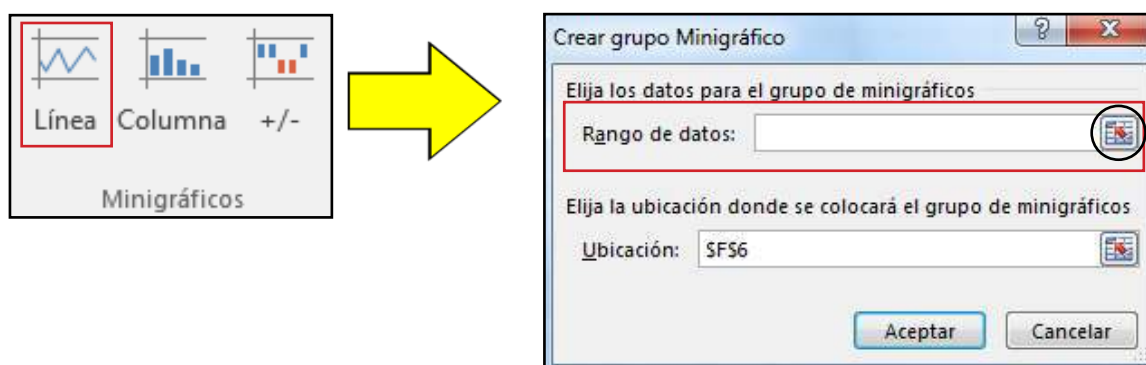 Línea Columna +/-
Minigráficos
Crear grupo Minigráfico
?
X
Elija los datos para el grupo de minigráficos
Rango de datos:
Elija la ubicación donde se colocará el grupo de minigráficos
Ubicación: $F$6
Aceptar Cancelar